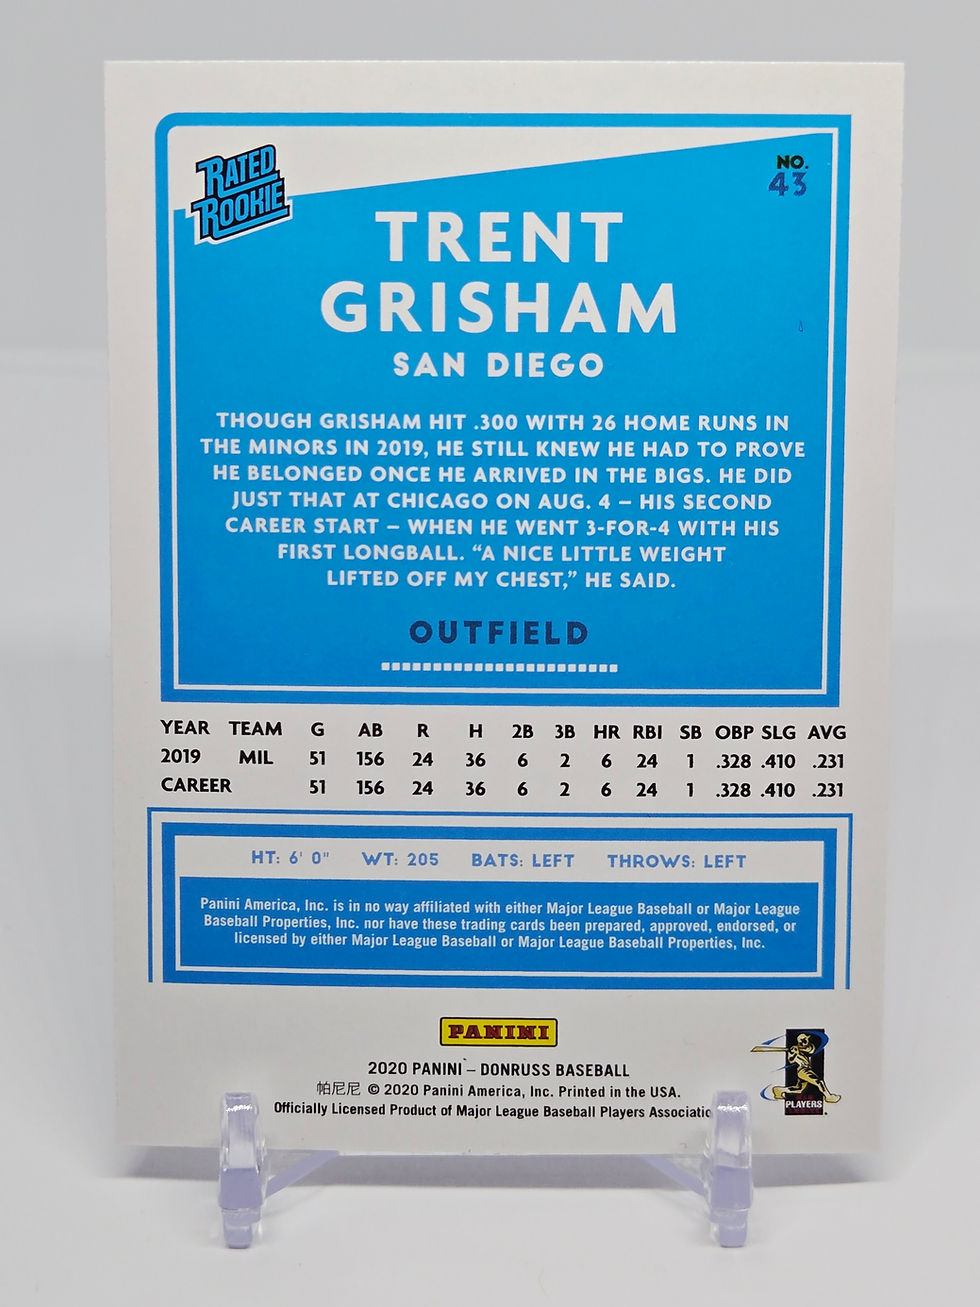 RATED
ROOKIE
NO.
43
TRENT
GRISHAM
SAN DIEGO
THOUGH GRISHAM HIT .300 WITH 26 HOME RUNS IN
THE MINORS IN 2019, HE STILL KNEW HE HAD TO PROVE
HE BELONGED ONCE HE ARRIVED IN THE BIGS. HE DID
JUST THAT AT CHICAGO ON AUG. 4 – HIS SECOND
CAREER START – WHEN HE WENT 3-FOR-4 WITH HIS
FIRST LONGBALL. “A NICE LITTLE WEIGHT
LIFTED OFF MY CHEST,” HE SAID.
OUTFIELD
YEAR TEAM G AB R H 2B 3B HR RBI SB OBP SLG AVG
2019 MIL 51 156 24 36 6 2 6 24 1 .328 .410 .231
CAREER 51 156 24 36 6 2 6 24 1 .328 .410 .231
HT: 6' 0" WT: 205 BATS: LEFT THROWS: LEFT
Panini America, Inc. is in no way affiliated with either Major League Baseball or Major League
Baseball Properties, Inc. nor have these trading cards been prepared, approved, endorsed, or
licensed by either Major League Baseball or Major League Baseball Properties, Inc.
PANINI
2020 PANINI – DONRUSS BASEBALL
帕尼尼 © 2020 Panini America, Inc. Printed in the USA.
Officially Licensed Product of Major League Baseball Players Associatio
PLAYERS